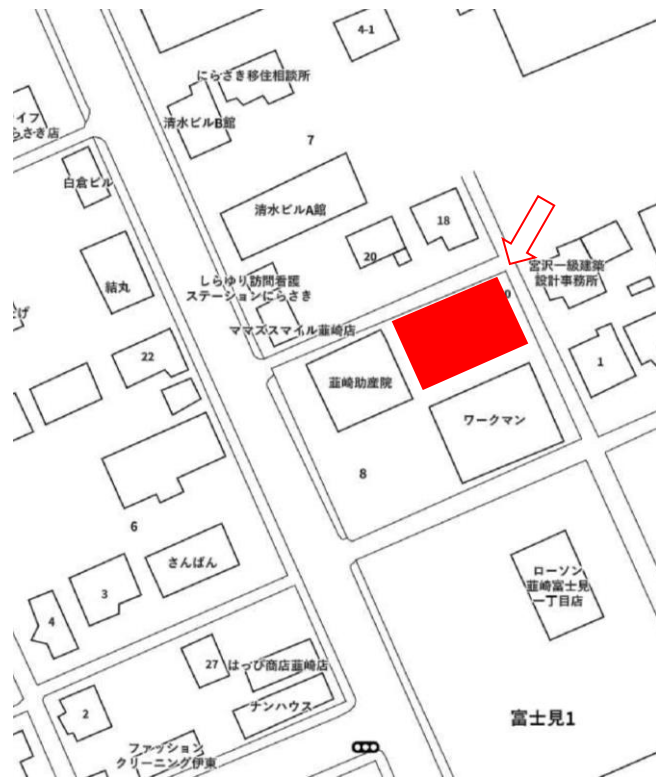 4-1
にらさき移住相談所
イフ
らさき店
清水ビルB館
7
白倉ビル
清水ビルA館
18
20
結丸
しらゆり訪問看護
ステーションにらさき
宮沢一級建築
設計事務所
ママズスマイル韮崎店
22
1
韮崎助産院
ワークマン
8
6
さんぱん
3
4
ローソン
韮崎富士見
一丁目店
27
はっぴ商店韮崎店
2
ナンハウス
富士見1
ファッション
クリーニング伊東